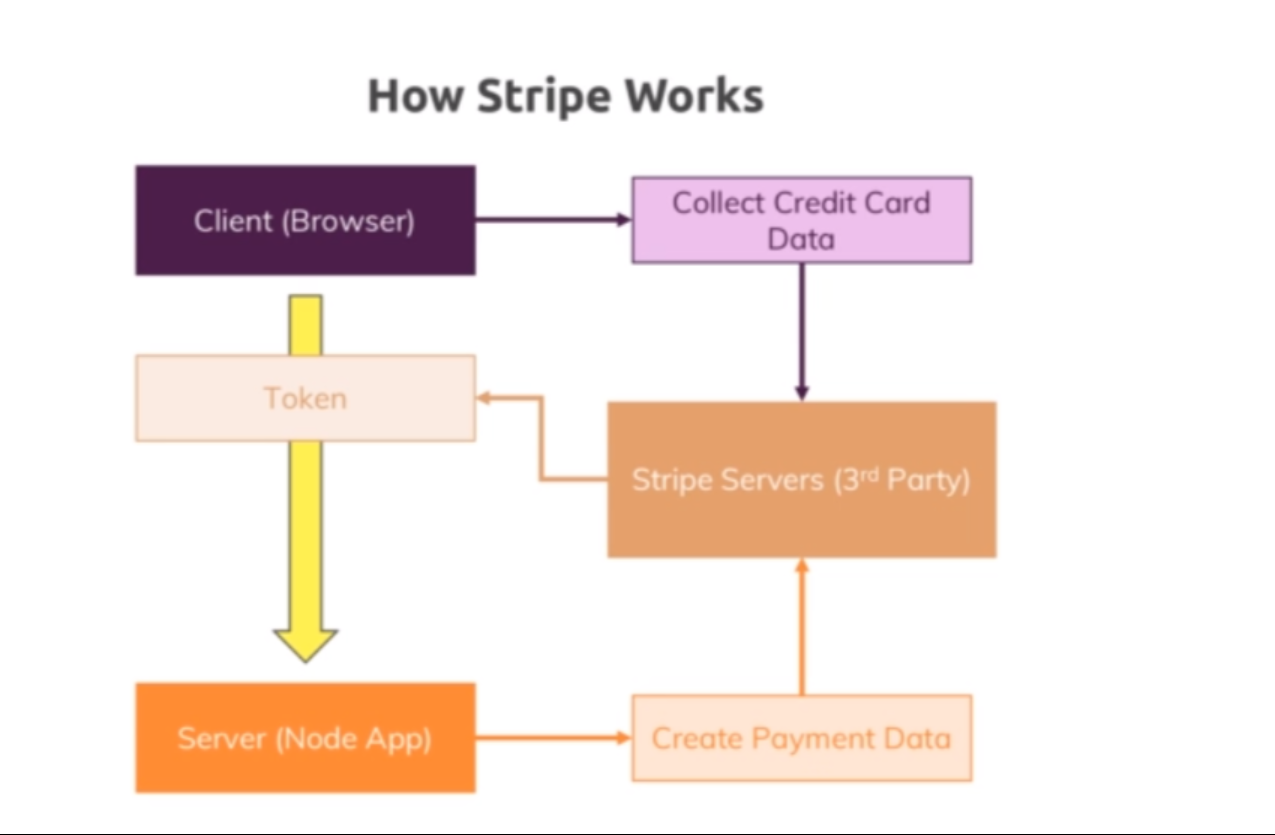 How Stripe Works
Client (Browser)
Collect Credit Card
Data
Token
Stripe Servers (3rd Party)
Server (Node App)
Create Payment Data